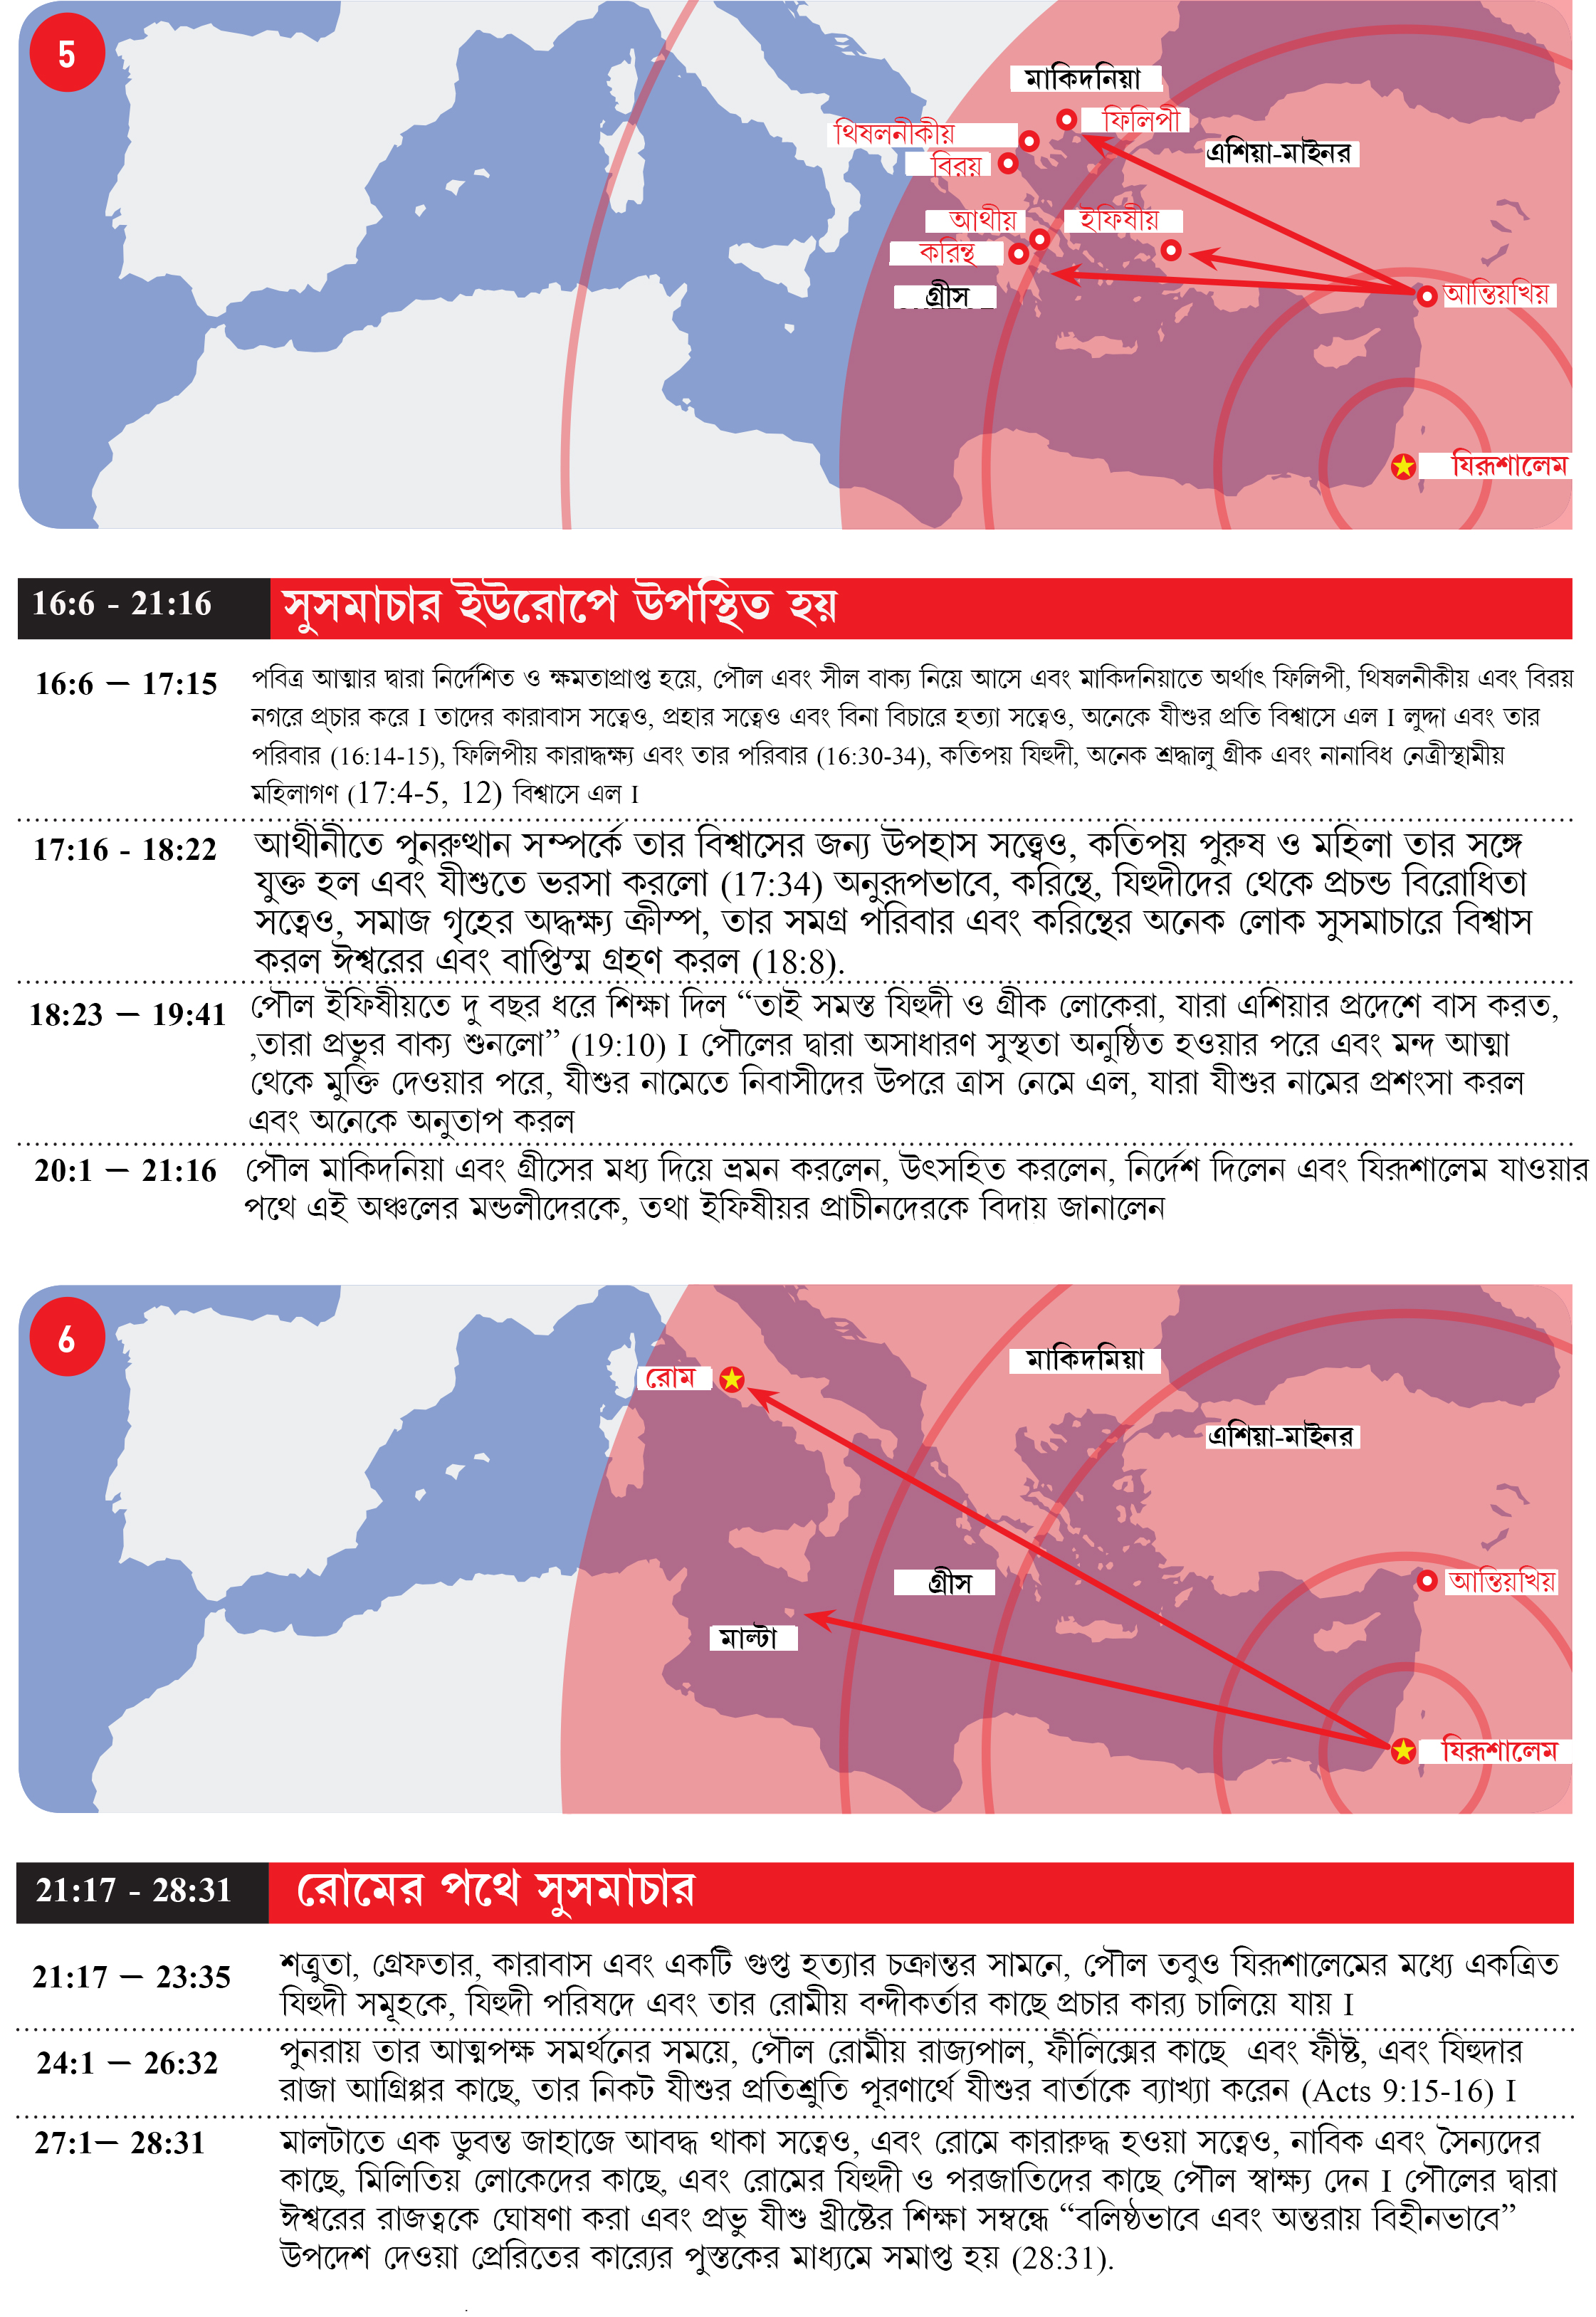 5
মাকিদনিয়া
ফিলিপী
থিষলনীকীয়
বিরয়
এশিয়া-মাইনর
আথীয়
ইফিষীয়
করিন্থ
গ্রীস
আন্তিয়খিয়
যিরূশালেম
16:6 - 21:16 সুসমাচার ইউরোপে উপস্থিত হয়
16:6 – 17:15 পবিত্র আত্মার দ্বারা নির্দেশিত ও ক্ষমতাপ্রাপ্ত হয়ে, পৌল এবং সীল বাক্য নিয়ে আসে এবং মাকিদনিয়াতে অর্থাৎ ফিলিপী, থিষলনীকীয় এবং বিরয়
নগরে প্র্চার করে I তাদের কারাবাস সত্বেও, প্রহার সত্বেও এবং বিনা বিচারে হত্যা সত্বেও, অনেকে যীশুর প্রতি বিশ্বাসে এল I লুদ্দা এবং তার
পরিবার (16:14-15), ফিলিপীয় কারাদ্ধক্ষ্য এবং তার পরিবার (16:30-34), কতিপয় যিহুদী, অনেক শ্রদ্ধালু গ্রীক এবং নানাবিধ নেত্রীস্থামীয়
মহিলাগণ (17:4-5, 12) বিশ্বাসে এল I
17:16 - 18:22 আথীনীতে পুনরুত্থান সম্পর্কে তার বিশ্বাসের জন্য উপহাস সত্ত্বেও, কতিপয় পুরুষ ও মহিলা তার সঙ্গে
যুক্ত হল এবং যীশুতে ভরসা করলো (17:34) অনুরূপভাবে, করিন্থে, যিহুদীদের থেকে প্রচন্ড বিরোধিতা
সত্বেও, সমাজ গৃহের অদ্ধক্ষ্য ক্রীস্প, তার সমগ্র পরিবার এবং করিন্থের অনেক লোক সুসমাচারে বিশ্বাস
করল ঈশ্বরের এবং বাপ্তিস্ম গ্রহণ করল (18:8).
18:23 – 19:41 পৌল ইফিষীয়তে দু বছর ধরে শিক্ষা দিল “তাই সমস্ত যিহুদী ও গ্রীক লোকেরা, যারা এশিয়ার প্রদেশে বাস করত,
,তারা প্রভুর বাক্য শুনলো” (19:10) I পৌলের দ্বারা অসাধারণ সুস্থতা অনুষ্ঠিত হওয়ার পরে এবং মন্দ আত্মা
থেকে মুক্তি দেওয়ার পরে, যীশুর নামেতে নিবাসীদের উপরে ত্রাস নেমে এল, যারা যীশুর নামের প্রশংসা করল
এবং অনেকে অনুতাপ করল
20:1 – 21:16 পৌল মাকিদনিয়া এবং গ্রীসের মধ্য দিয়ে ভ্রমন করলেন, উৎসহিত করলেন, নির্দেশ দিলেন এবং যিরূশালেম যাওয়ার
পথে এই অঞ্চলের মন্ডলীদেরকে, তথা ইফিষীয়র প্রাচীনদেরকে বিদায় জানালেন
6
মাকিদমিয়া
রোম
এশিয়া-মাইনর
গ্রীস
আন্তিয়খিয়
মাল্টা
যিরূশালেম
21:17 - 28:31 রোমের পথে সুসমাচার
21:17 – 23:35 শত্রুতা, গ্রেফতার, কারাবাস এবং একটি গুপ্ত হত্যার চক্রান্তর সামনে, পৌল তবুও যিরূশালেমের মধ্যে একত্রিত
যিহুদী সমূহকে, যিহুদী পরিষদে এবং তার রোমীয় বন্দীকর্তার কাছে প্রচার কার‍্য চালিয়ে যায় I
24:1 – 26:32 পুনরায় তার আত্মপক্ষ সমর্থনের সময়ে, পৌল রোমীয় রাজ্যপাল, ফীলিক্সের কাছে এবং ফীষ্ট, এবং যিহুদার
রাজা আগ্রিপ্পর কাছে, তার নিকট যীশুর প্রতিশ্রুতি পূরণার্থে যীশুর বার্তাকে ব্যাখ্যা করেন (Acts 9:15-16) I
27:1– 28:31 মালটাতে এক ডুবন্ত জাহাজে আবদ্ধ থাকা সত্বেও, এবং রোমে কারারুদ্ধ হওয়া সত্বেও, নাবিক এবং সৈন্যদের
কাছে, মিলিতিয় লোকেদের কাছে, এবং রোমের যিহুদী ও পরজাতিদের কাছে পৌল স্বাক্ষ্য দেন I পৌলের দ্বারা
ঈশ্বরের রাজত্বকে ঘোষণা করা এবং প্রভু যীশু খ্রীষ্টের শিক্ষা সম্বন্ধে “বলিষ্ঠভাবে এবং অন্তরায় বিহীনভাবে”
উপদেশ দেওয়া প্রেরিতের কার‍্যের পুস্তকের মাধ্যমে সমাপ্ত হয় (28:31).